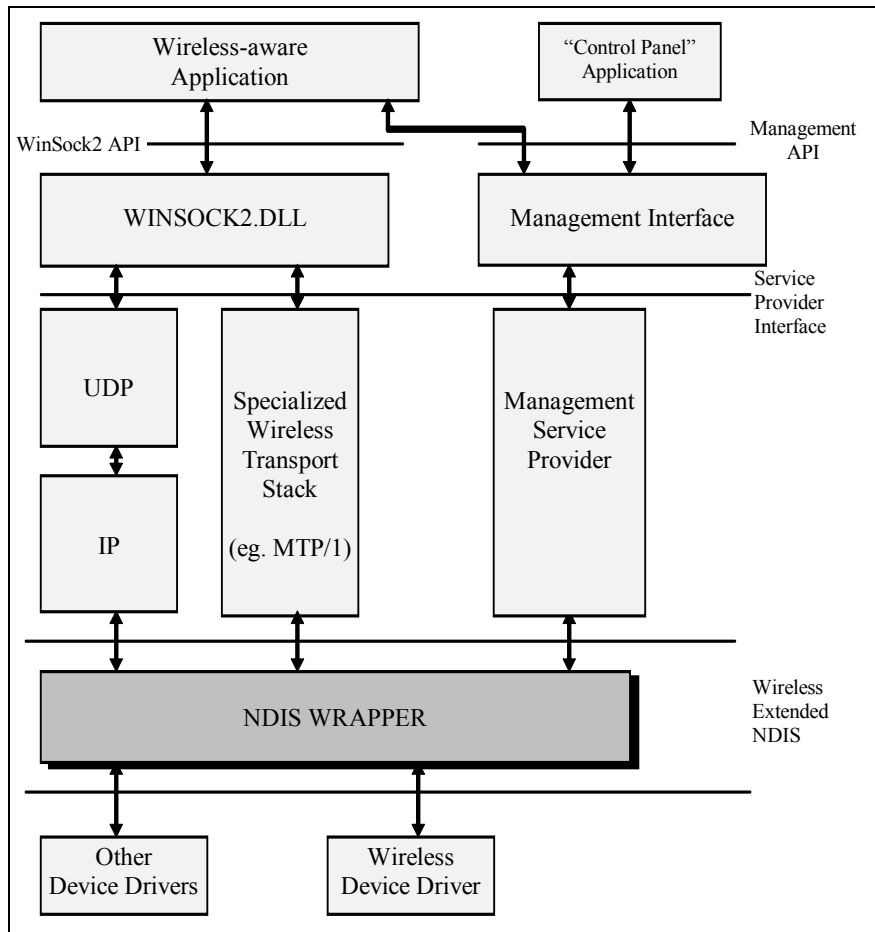 Wireless-aware
Application
“Control Panel”
Application
WinSock2 API
Management
API
WINSOCK2.DLL
Management Interface
Service
Provider
Interface
UDP
Specialized
Wireless
Transport
Stack
(eg. MTP/1)
Management
Service
Provider
IP
NDIS WRAPPER
Wireless
Extended
NDIS
Other
Device Drivers
Wireless
Device Driver